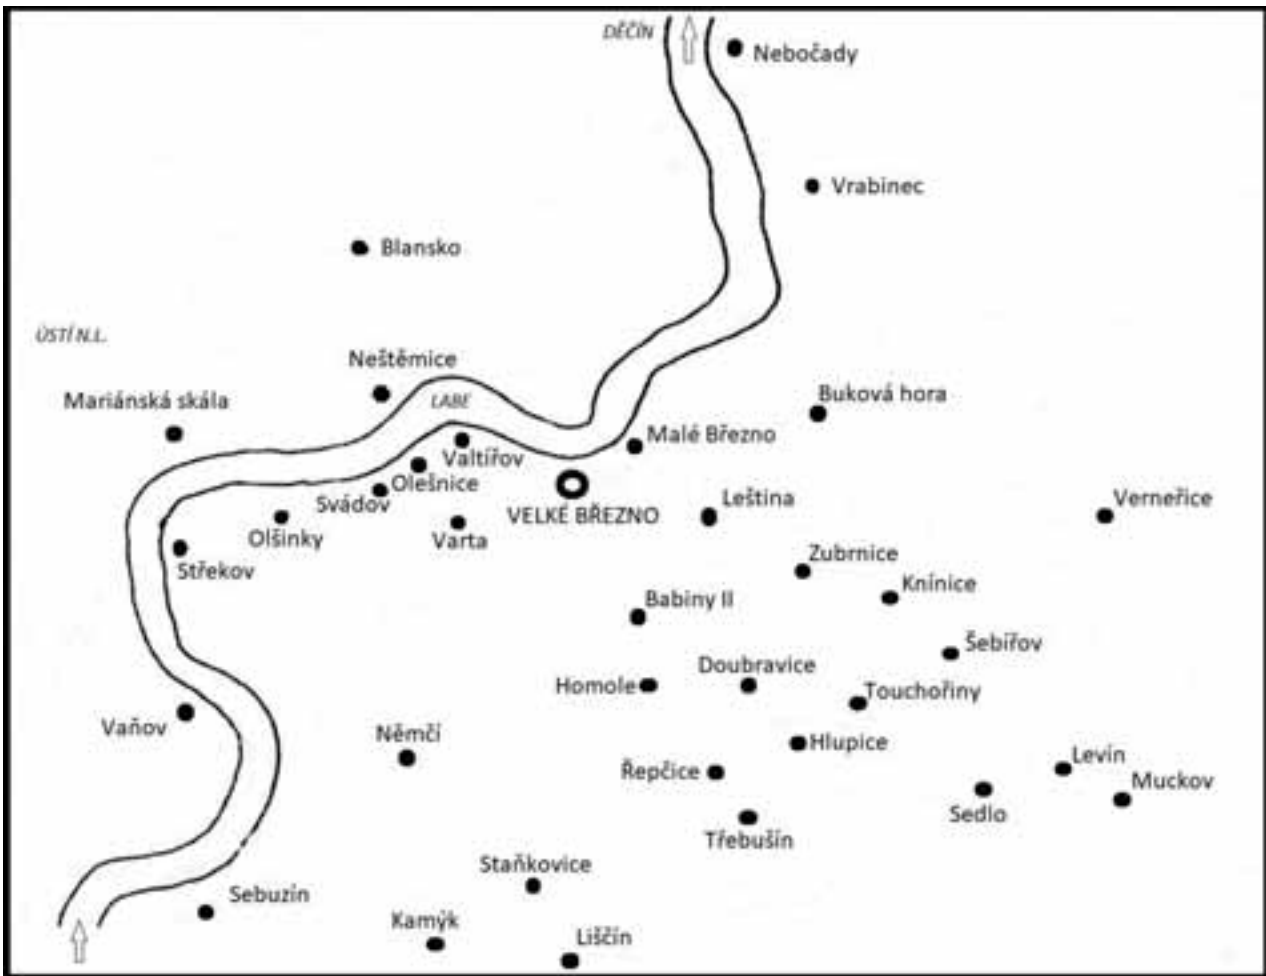 DĚČÍN
Nebočady
Vrabinec
Blansko
ÚSTÍ N.L.
Neštěmice
Mariánská skála
LABE
Buková hora
Malé Březno
Valtířov
Olešnice
Svádov
VELKÉ BŘEZNO
Leština
Verneřice
Olšinky
Varta
Střekov
Zubrnice
Knínice
Babiny II
Šebířov
Doubravice
Homole
Touchořiny
Vaňov
Němčí
Hlupice
Řepčice
Levín
Muckov
Sedlo
Třebušín
Staňkovice
Sebuzín
Kamýk
Liščín